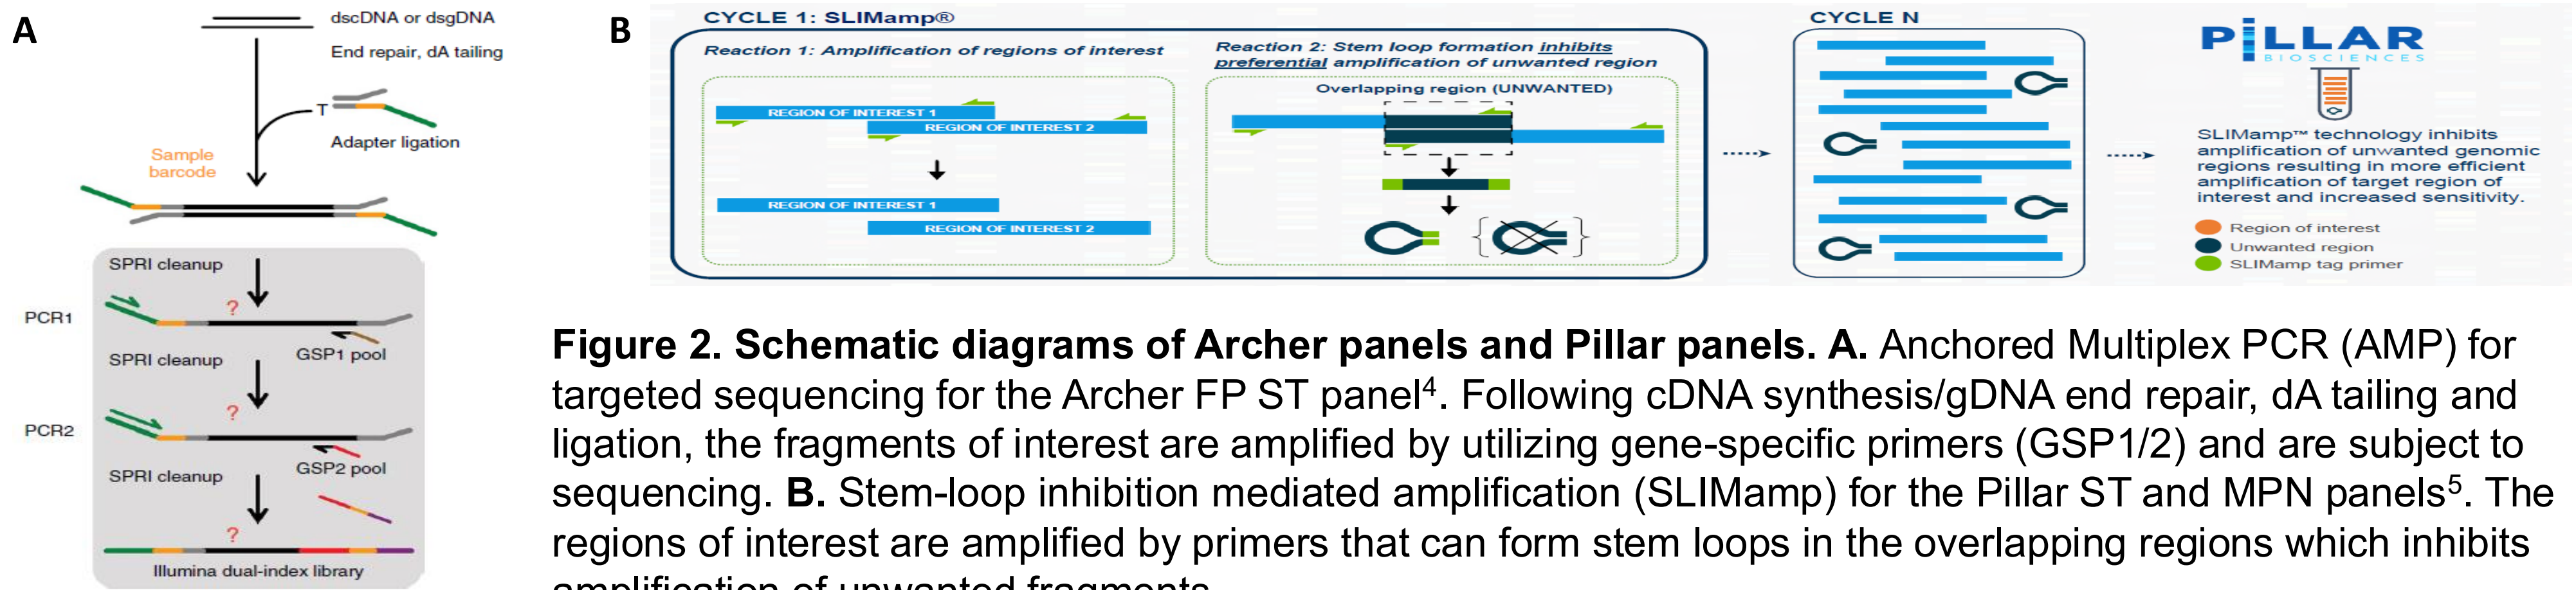 A
dscDNA or dsgDNA
End repair, dA tailing
T
Adapter ligation
Sample
barcode
SPRI cleanup
?
PCR1
GSP1 pool
SPRI cleanup
?
PCR2
GSP2 pool
SPRI cleanup
?
Illumina dual-index library
B
CYCLE 1: SLIMamp®
Reaction 1: Amplification of regions of interest
REGION OF INTEREST 1
REGION OF INTEREST 2
REGION OF INTEREST 1
REGION OF INTEREST 2
Reaction 2: Stem loop formation inhibits
preferential amplification of unwanted region
Overlapping region (UNWANTED)
CYCLE N
PiLLAR
BIOSCIENCES
SLIMamp™ technology inhibits
amplification of unwanted genomic
regions resulting in more efficient
amplification of target region of
interest and increased sensitivity.
Region of interest
Unwanted region
SLIMamp tag primer
Figure 2. Schematic diagrams of Archer panels and Pillar panels. A. Anchored Multiplex PCR (AMP) for
targeted sequencing for the Archer FP ST panel4. Following cDNA synthesis/gDNA end repair, dA tailing and
ligation, the fragments of interest are amplified by utilizing gene-specific primers (GSP1/2) and are subject to
sequencing. B. Stem-loop inhibition mediated amplification (SLIMamp) for the Pillar ST and MPN panels5. The
regions of interest are amplified by primers that can form stem loops in the overlapping regions which inhibits
amplification of unwanted fragments